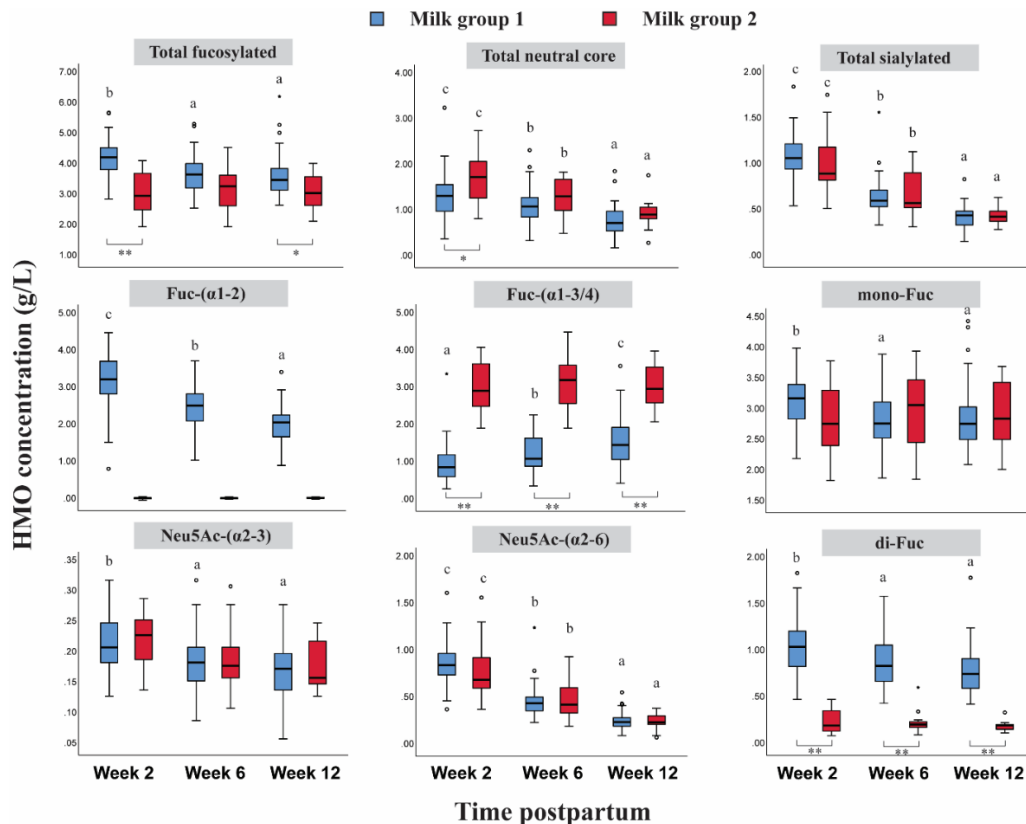 Milk group 1 Milk group 2
Total fucosylated
7.00
6.00
5.00
4.00
3.00
2.00
1.00
b
a
a
**
*
Total neutral core
4.00
3.00
2.00
1.00
.00
c
c
b
b
a
a
*
Total sialylated
2.00
1.50
1.00
.50
.00
c
c
b
b
a
a
HMO concentration (g/L)
Fuc-(α1-2)
5.00
4.00
3.00
2.00
1.00
.00
c
b
a
Fuc-(α1-3/4)
5.00
4.00
3.00
2.00
1.00
.00
a
b
c
**
**
**
mono-Fuc
4.50
4.00
3.50
3.00
2.50
2.00
1.50
b
a
a
Neu5Ac-(α2-3)
.35
.30
.25
.20
.15
.10
.05
b
a
a
Week 2 Week 6 Week 12
Neu5Ac-(α2-6)
2.00
1.50
1.00
.50
.00
c
c
b
b
a
a
Week 2 Week 6 Week 12
di-Fuc
2.00
1.50
1.00
.50
.00
b
a
a
**
**
**
Week 2 Week 6 Week 12
Time postpartum